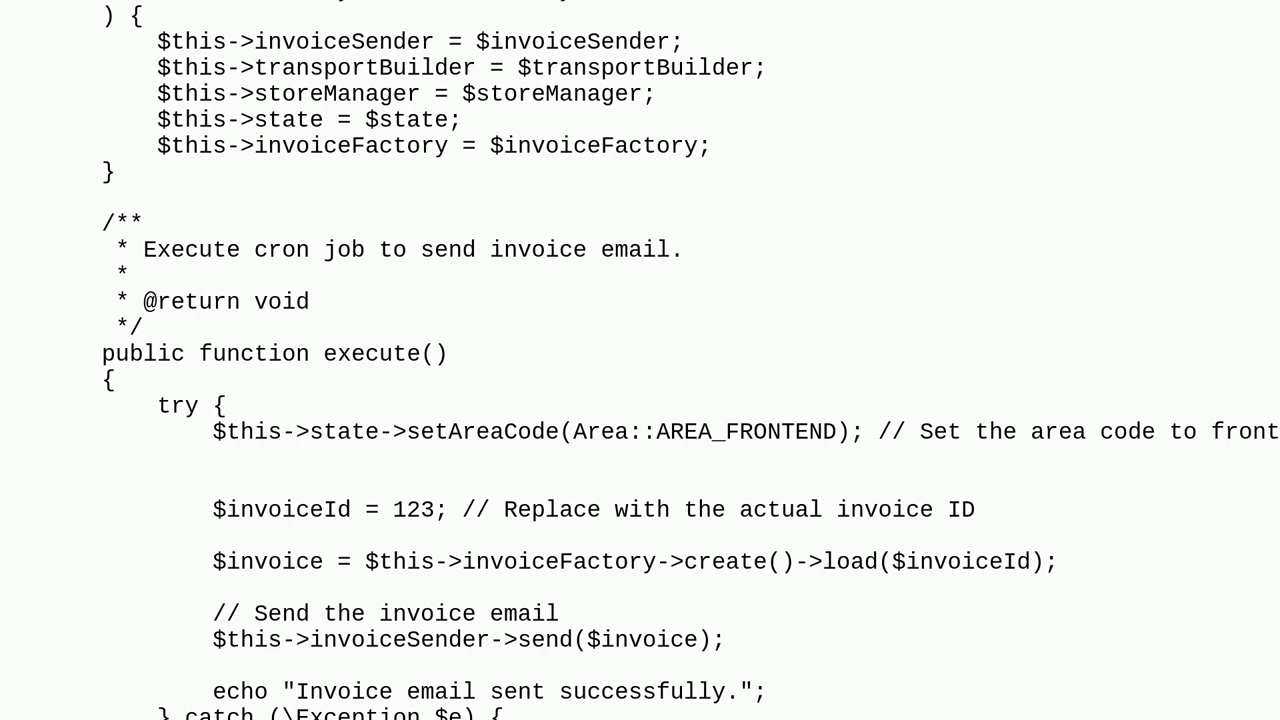 ) {
$this->invoiceSender = $invoiceSender;
$this->transportBuilder = $transportBuilder;
$this->storeManager = $storeManager;
$this->state = $state;
$this->invoiceFactory = $invoiceFactory;
}
/**
* Execute cron job to send invoice email.
*
* @return void
*/
public function execute()
{
try {
$this->state->setAreaCode(Area::AREA_FRONTEND); // Set the area code to front
$invoiceId = 123; // Replace with the actual invoice ID
$invoice = $this->invoiceFactory->create()->load($invoiceId);
// Send the invoice email
$this->invoiceSender->send($invoice);
echo "Invoice email sent successfully.";
} catch (\Exception $e) {